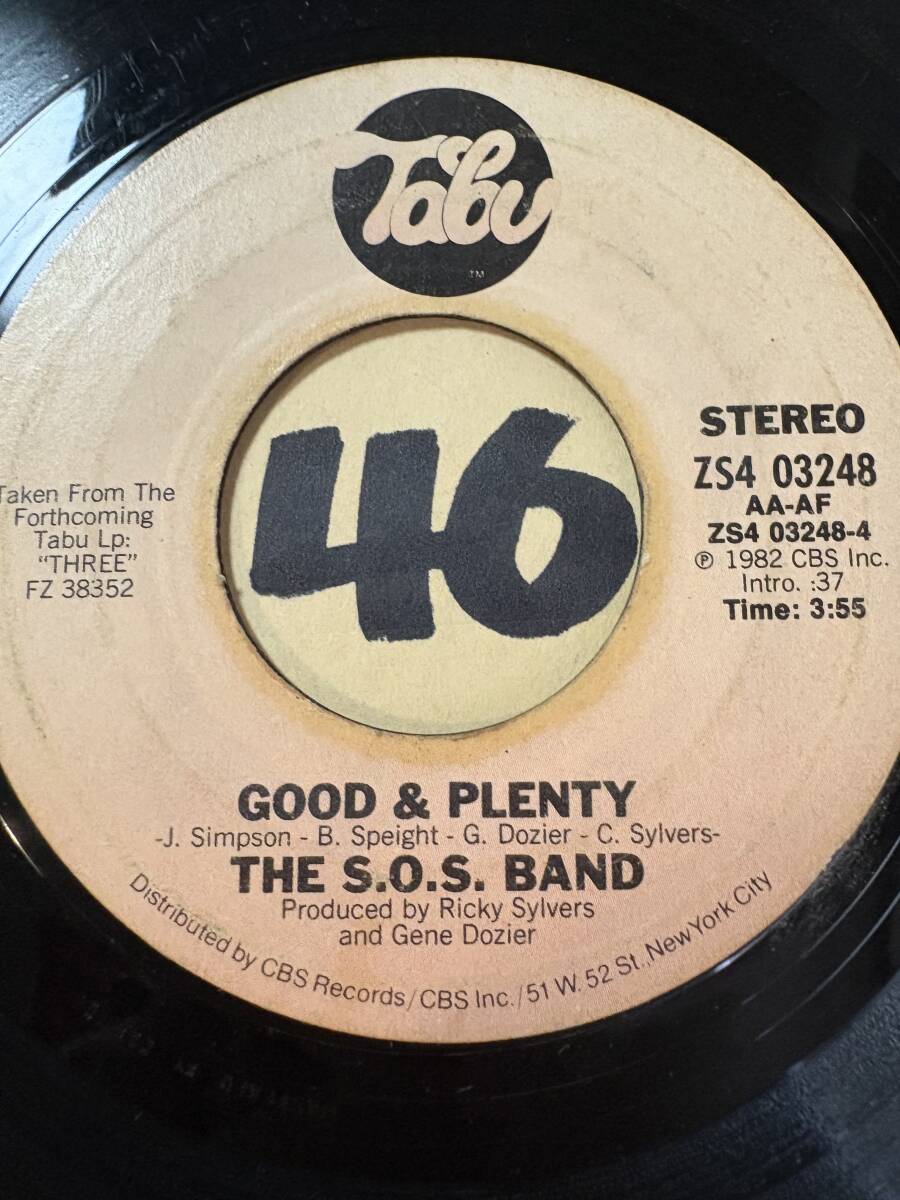 Tabu
TM
STEREO
ZS4 03248
AA-AF
ZS4 03248-4
℗ 1982 CBS Inc.
Intro. :37
Time: 3:55
Taken From The
Forthcoming
Tabu Lp:
“THREE”
FZ 38352
46
GOOD & PLENTY
-J. Simpson - B. Speight - G. Dozier - C. Sylvers-
THE S.O.S. BAND
Produced by Ricky Sylvers
and Gene Dozier
Distributed by CBS Records/CBS Inc./51 W. 52 St., New York City